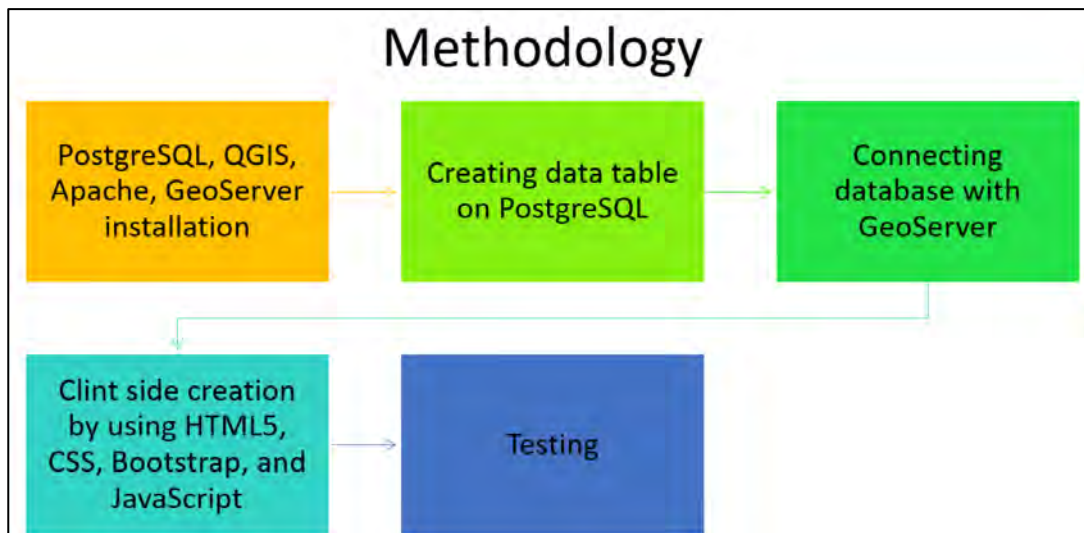 Methodology
PostgreSQL, QGIS,
Apache, GeoServer
installation
Creating data table
on PostgreSQL
Connecting
database with
GeoServer
Clint side creation
by using HTML5,
CSS, Bootstrap, and
JavaScript
Testing